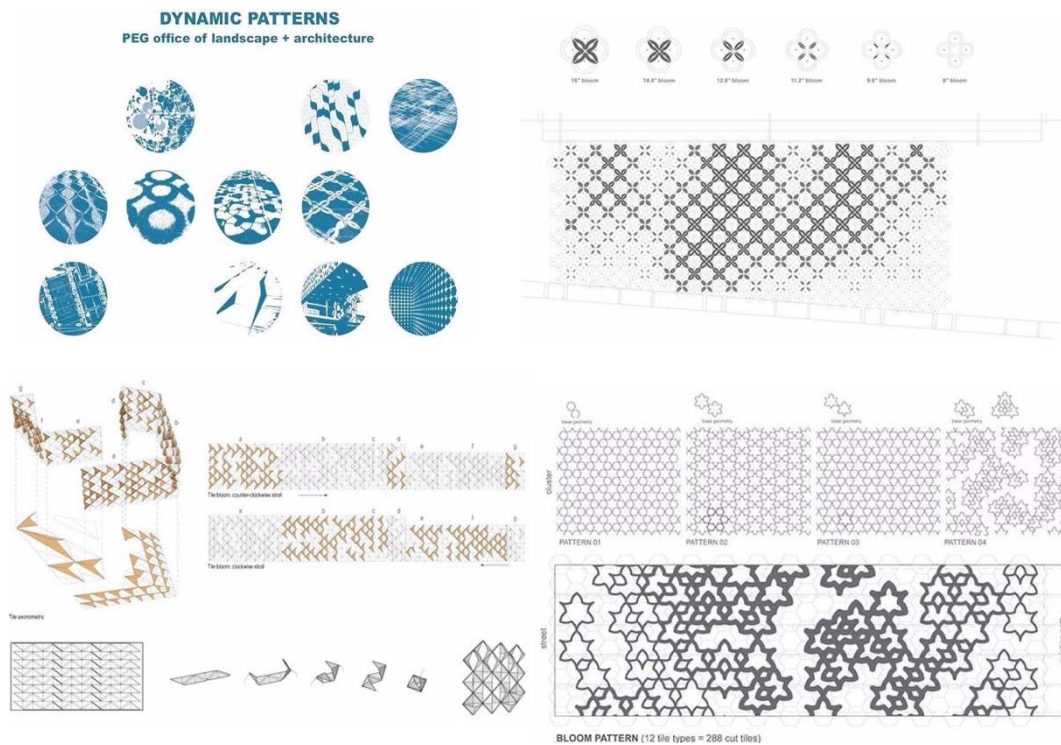 DYNAMIC PATTERNS
PEG office of landscape + architecture
16" bloom
14.4" bloom
12.8" bloom
11.2" bloom
9.6" bloom
8" bloom
g
f
e
d
c
b
a
Tile axonometric
a b c d e f g
Tile bloom: counter-clockwise stroll
a b c d e f g
Tile bloom: clockwise stroll
base geometry
base geometry
base geometry
base geometry
cluster
PATTERN 01
PATTERN 02
PATTERN 03
PATTERN 04
street
BLOOM PATTERN (12 tile types = 288 cut tiles)